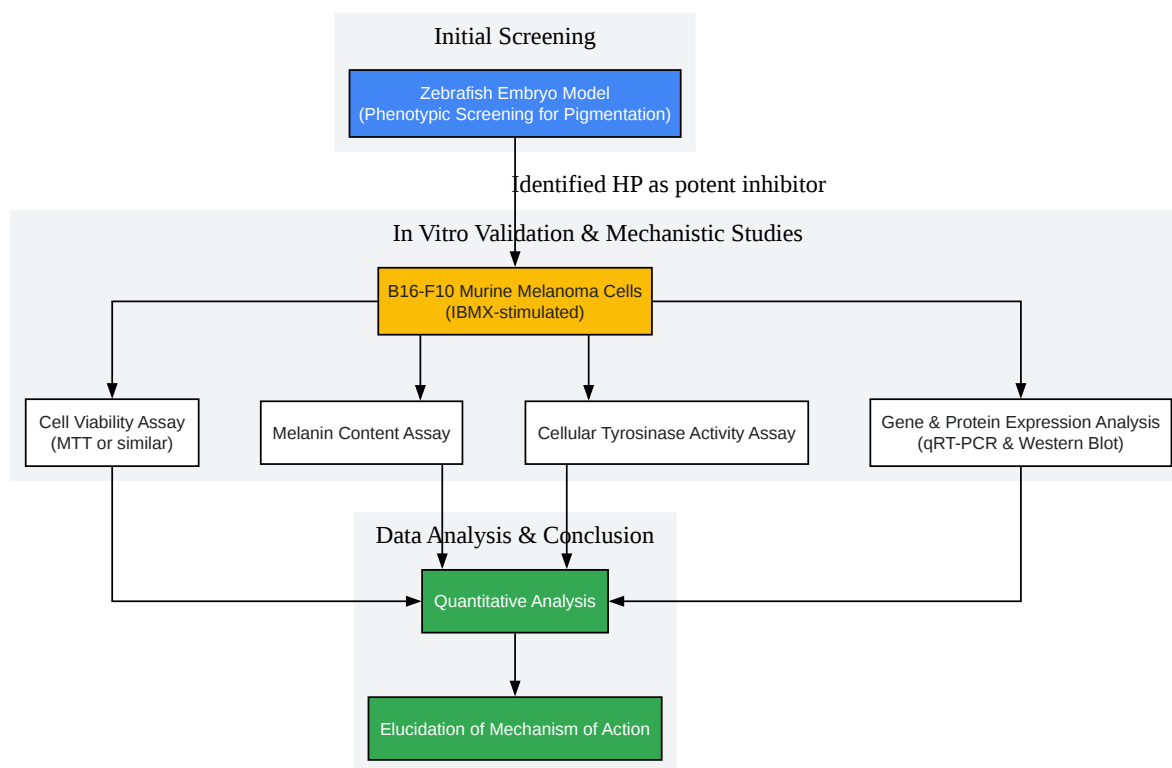 Initial Screening
Zebrafish Embryo Model
(Phenotypic Screening for Pigmentation)
Identified HP as potent inhibitor
In Vitro Validation & Mechanistic Studies
B16-F10 Murine Melanoma Cells
(IBMX-stimulated)
Cell Viability Assay
(MTT or similar)
Melanin Content Assay
Cellular Tyrosinase Activity Assay
Gene & Protein Expression Analysis
(qRT-PCR & Western Blot)
Data Analysis & Conclusion
Quantitative Analysis
Elucidation of Mechanism of Action